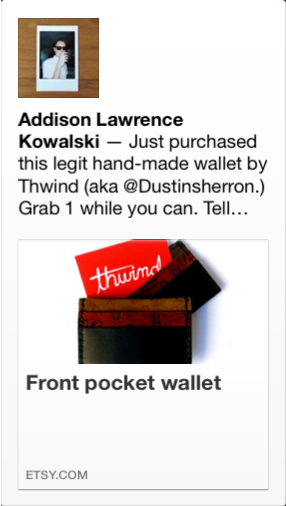 Addison Lawrence
Kowalski — Just purchased
this legit hand-made wallet by
Thwind (aka @Dustinsherron.)
Grab 1 while you can. Tell...
thwind
Front pocket wallet
ETSY.COM